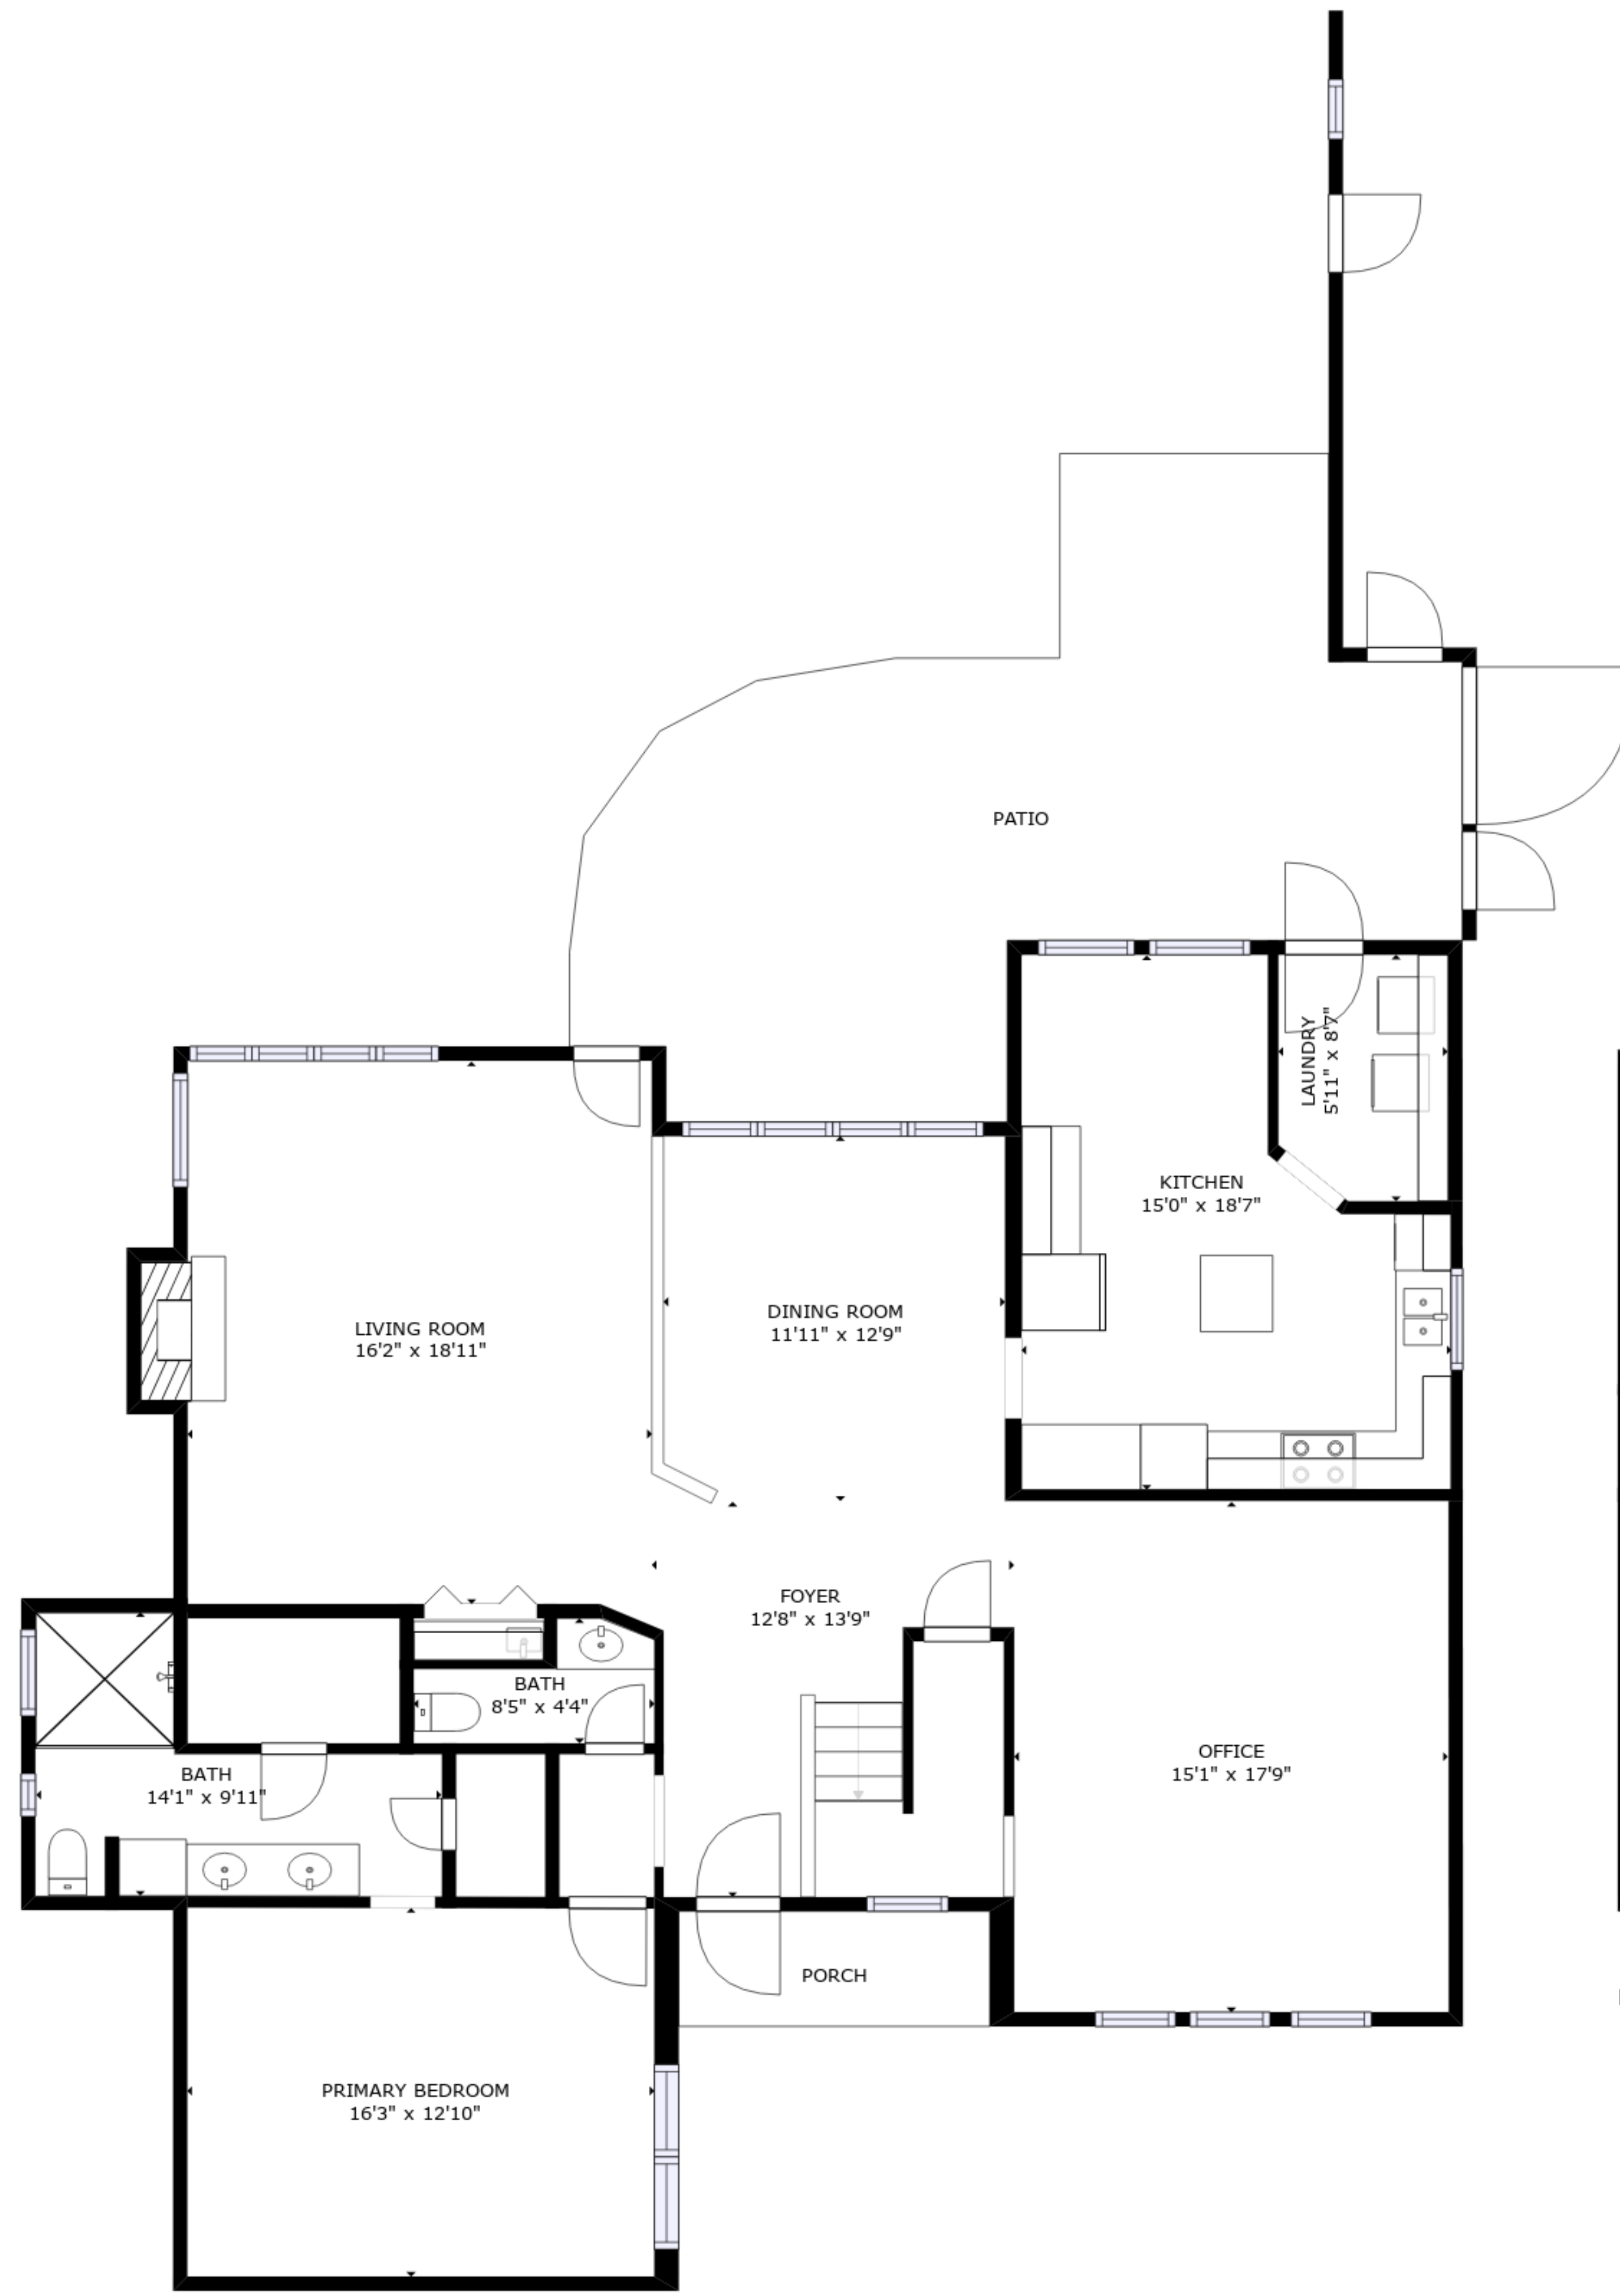 PATIO
LAUNDRY
5'11" x 8'7"
KITCHEN
15'0" x 18'7"
DINING ROOM
11'11" x 12'9"
LIVING ROOM
16'2" x 18'11"
FOYER
12'8" x 13'9"
BATH
8'5" x 4'4"
OFFICE
15'1" x 17'9"
BATH
14'1" x 9'11"
PORCH
PRIMARY BEDROOM
16'3" x 12'10"